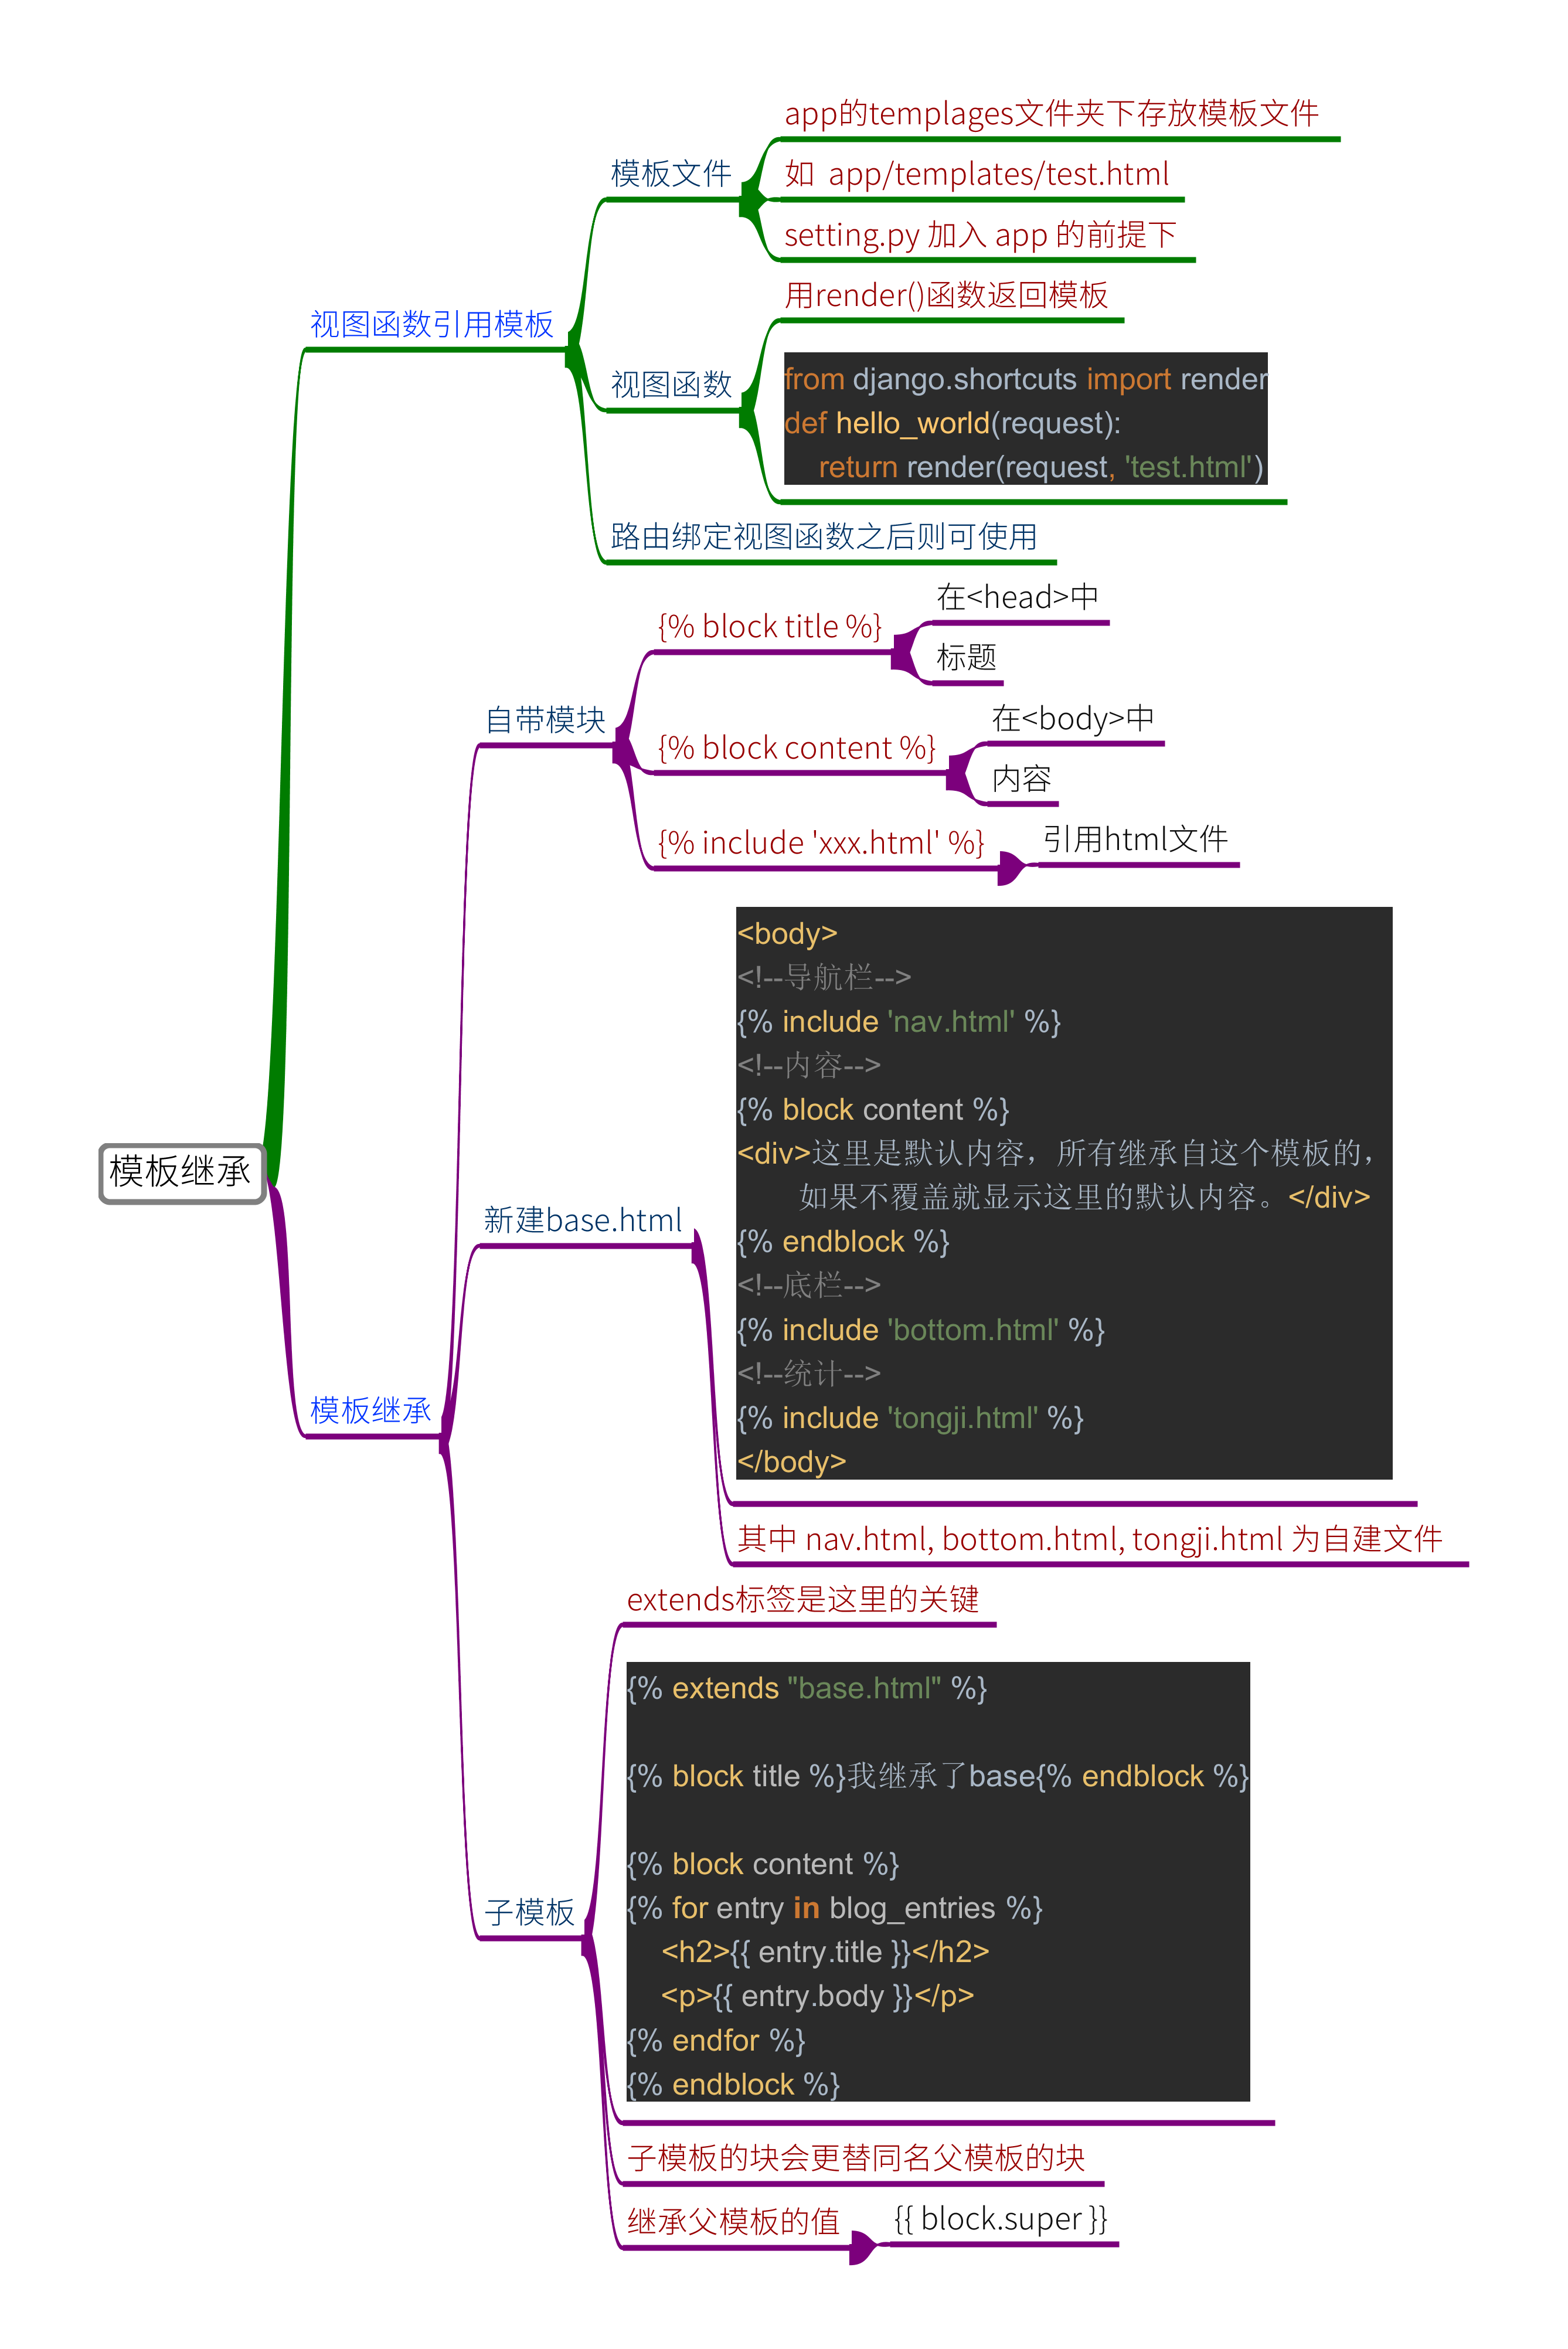 app的templages文件夹下存放模板文件
模板文件
如  app/templates/test.html
setting.py 加入 app 的前提下
用render()函数返回模板
视图函数引用模板
视图函数
from django.shortcuts import render
def hello_world(request):
    return render(request, 'test.html')
路由绑定视图函数之后则可使用
在<head>中
{% block title %}
标题
自带模块
在<body>中
{% block content %}
内容
{% include 'xxx.html' %}
引用html文件
<body>
<!--导航栏-->
{% include 'nav.html' %}
<!--内容-->
{% block content %}
<div>这里是默认内容，所有继承自这个模板的，
如果不覆盖就显示这里的默认内容。</div>
{% endblock %}
<!--底栏-->
{% include 'bottom.html' %}
<!--统计-->
{% include 'tongji.html' %}
</body>
模板继承
新建base.html
模板继承
其中 nav.html, bottom.html, tongji.html 为自建文件
extends标签是这里的关键
{% extends "base.html" %}
{% block title %}我继承了base{% endblock %}
{% block content %}
{% for entry in blog_entries %}
    <h2>{{ entry.title }}</h2>
    <p>{{ entry.body }}</p>
{% endfor %}
{% endblock %}
子模板
子模板的块会更替同名父模板的块
继承父模板的值
{{ block.super }}